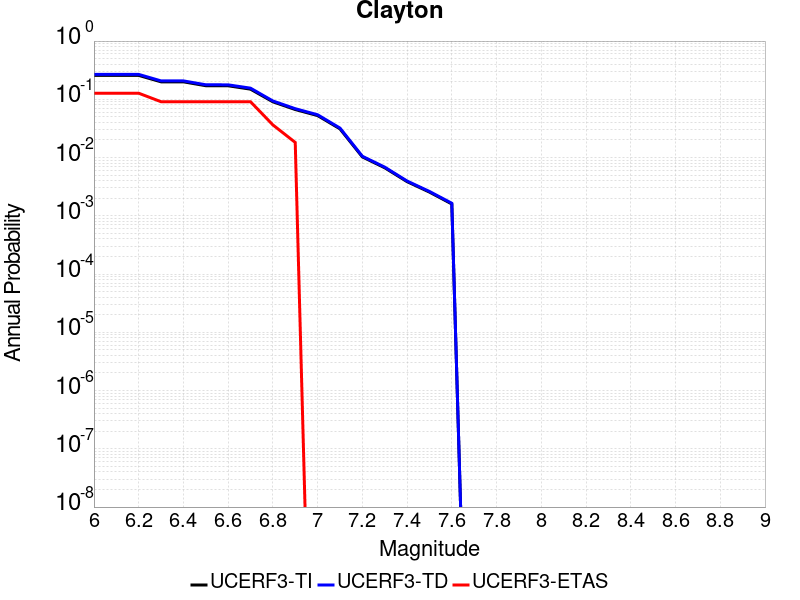 Clayton
10^0
10^-1
10^-2
10^-3
10^-4
10^-5
10^-6
10^-7
10^-8
Annual Probability
6 6.2 6.4 6.6 6.8 7 7.2 7.4 7.6 7.8 8 8.2 8.4 8.6 8.8 9
Magnitude
UCERF3-TI UCERF3-TD UCERF3-ETAS